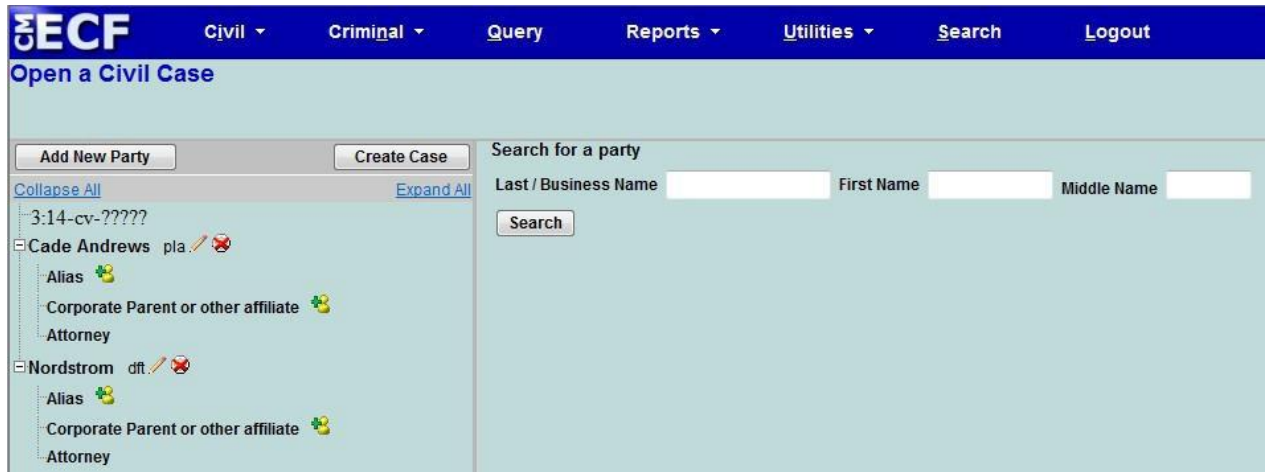 CM ECF Civil Criminal Query Reports Utilities Search Logout
Open a Civil Case
Add New Party Create Case
Collapse All Expand All
3:14-cv-?????
Cade Andrews pla
Alias
Corporate Parent or other affiliate
Attorney
Nordstrom dft
Alias
Corporate Parent or other affiliate
Attorney
Search for a party
Last / Business Name First Name Middle Name
Search